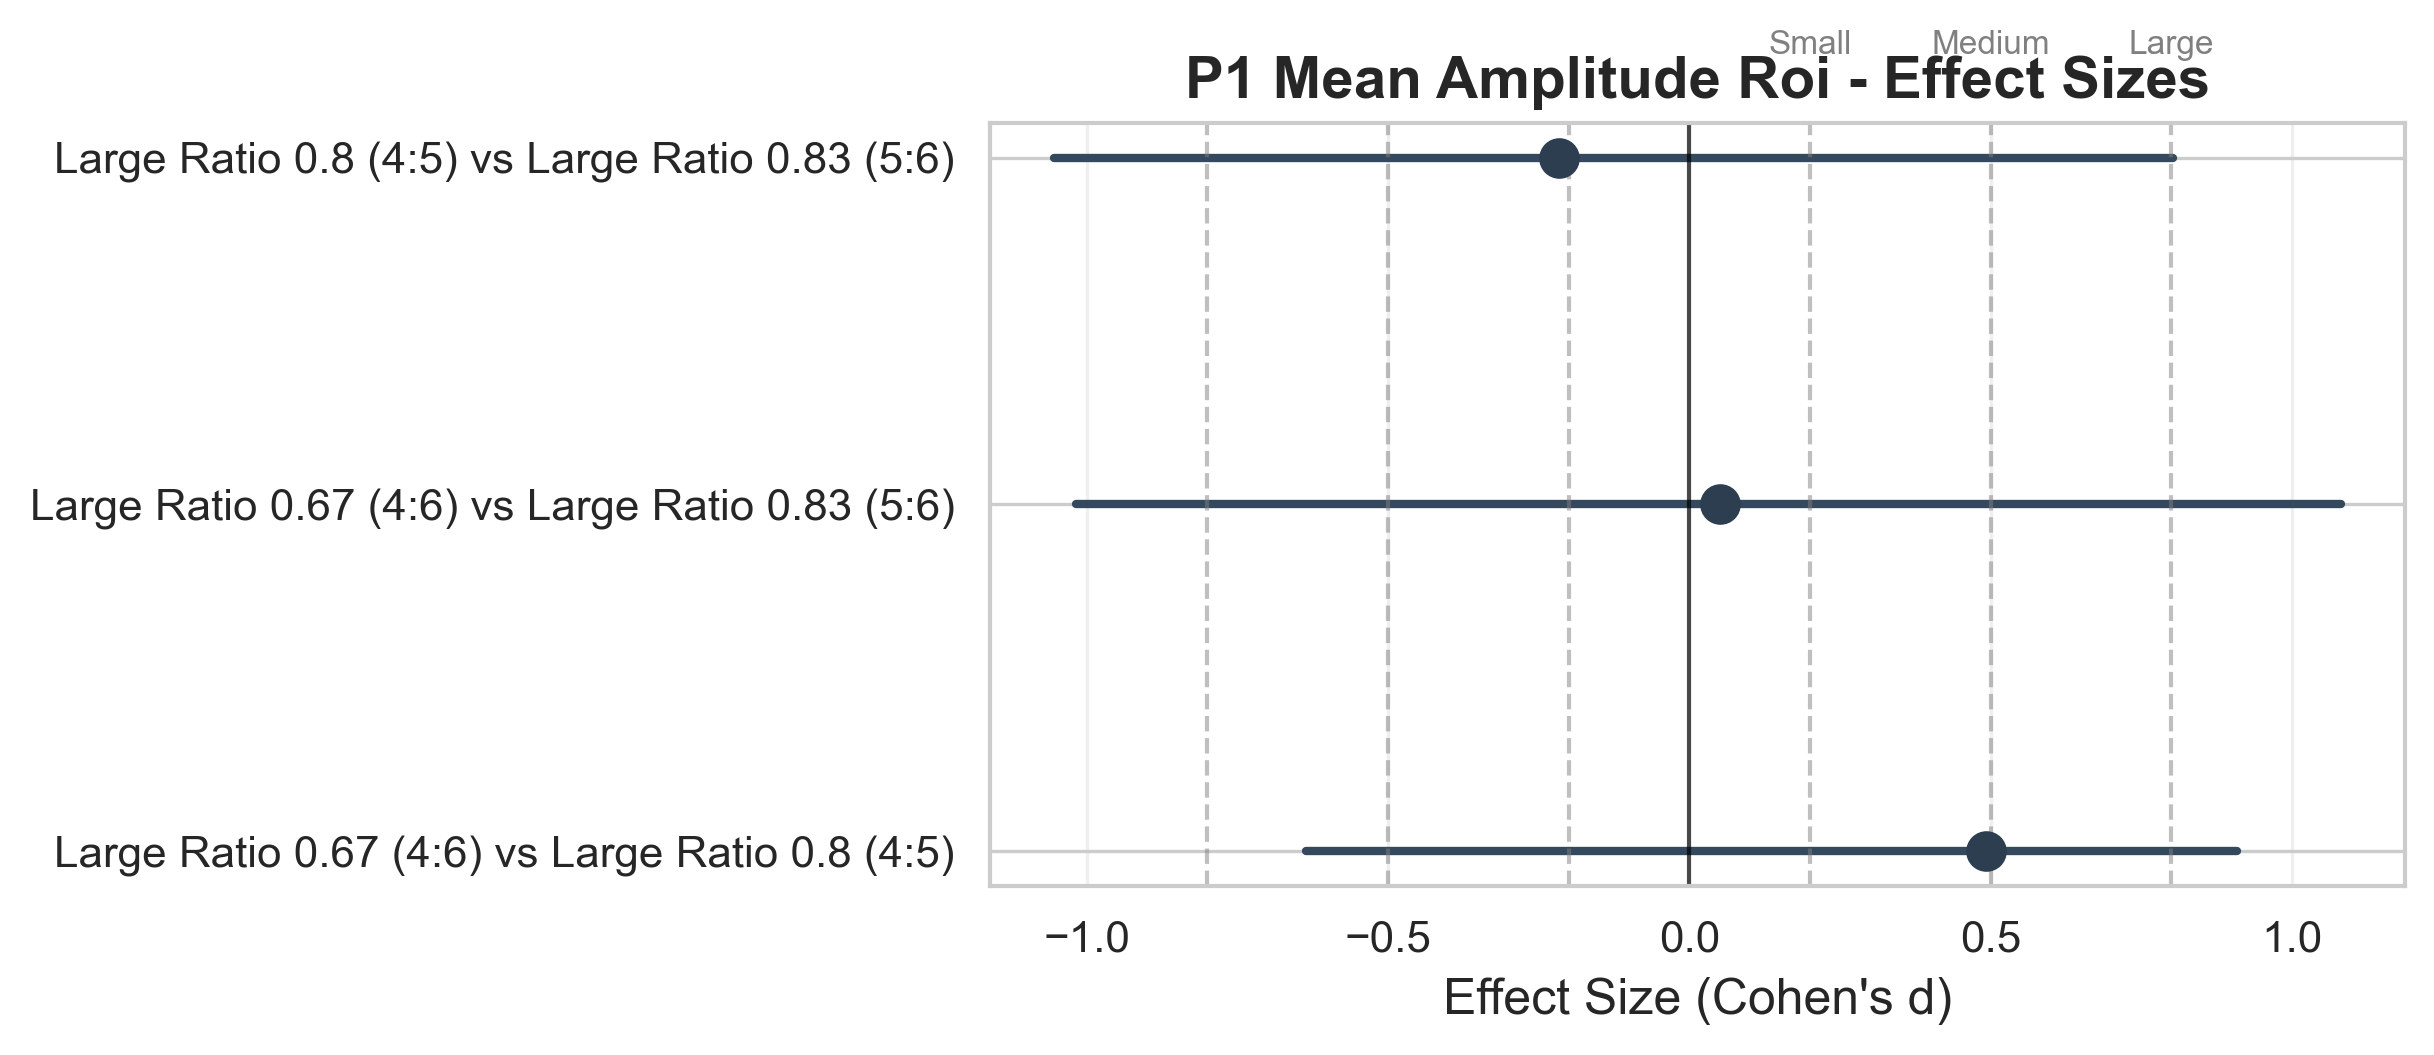 Small Medium Large
P1 Mean Amplitude Roi - Effect Sizes
Large Ratio 0.8 (4:5) vs Large Ratio 0.83 (5:6)
Large Ratio 0.67 (4:6) vs Large Ratio 0.83 (5:6)
Large Ratio 0.67 (4:6) vs Large Ratio 0.8 (4:5)
−1.0 −0.5 0.0 0.5 1.0
Effect Size (Cohen's d)